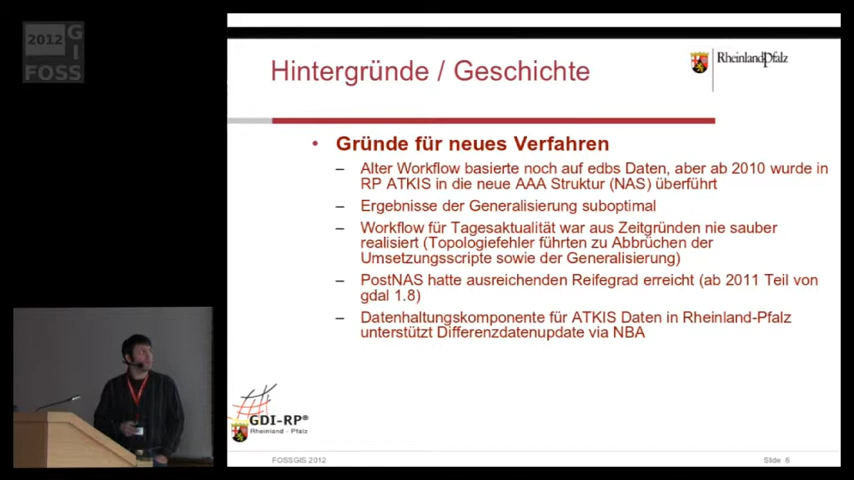 2012
GI
FOSS
Hintergründe / Geschichte
RheinlandPfalz
• Gründe für neues Verfahren
– Alter Workflow basierte noch auf edbs Daten, aber ab 2010 wurde in
RP ATKIS in die neue AAA Struktur (NAS) überführt
– Ergebnisse der Generalisierung suboptimal
– Workflow für Tagesaktualität war aus Zeitgründen nie sauber
realisiert (Topologiefehler führten zu Abbrüchen der
Umsetzungsscripte sowie der Generalisierung)
– PostNAS hatte ausreichenden Reifegrad erreicht (ab 2011 Teil von
gdal 1.8)
– Datenhaltungskomponente für ATKIS Daten in Rheinland-Pfalz
unterstützt Differenzdatenupdate via NBA
GDI-RP®
Rheinland - Pfalz
FOSSGIS 2012
Slide 6